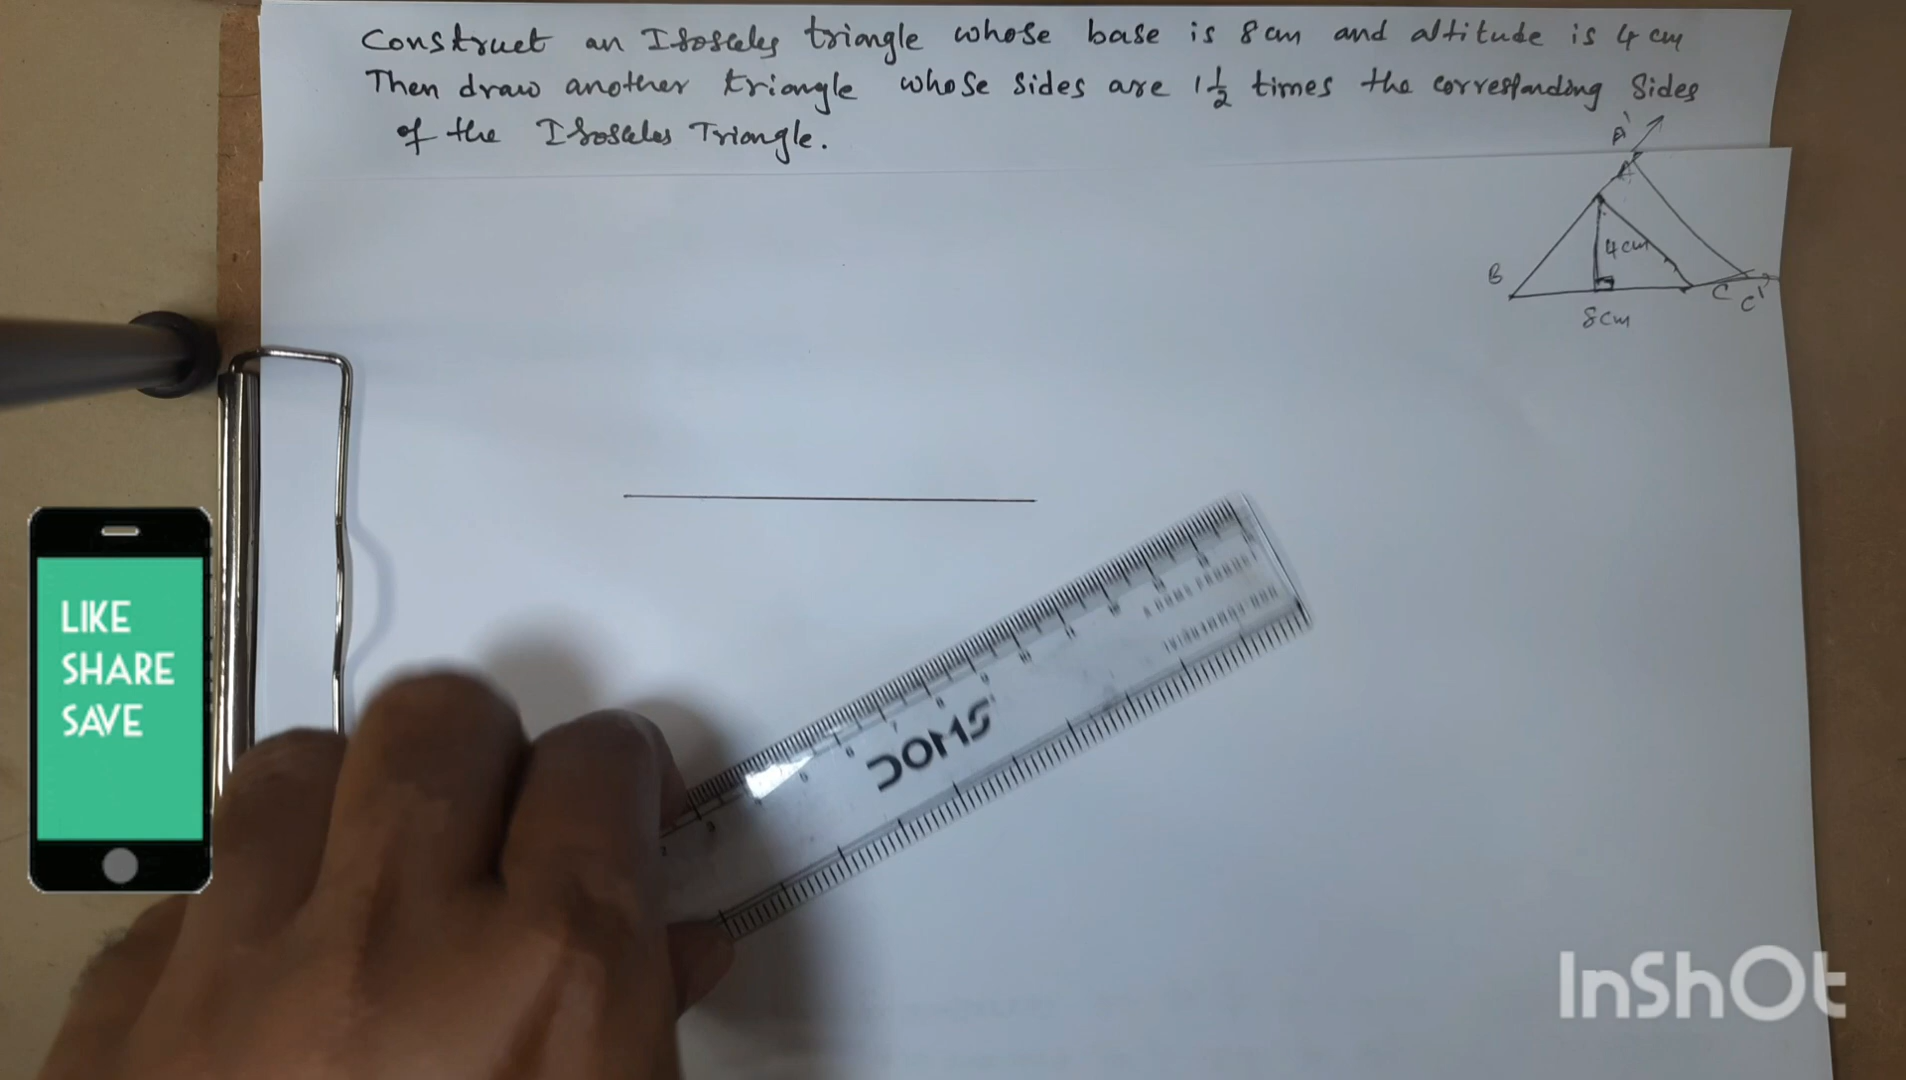 Construct an Isosceles triangle whose base is 8 cm and altitude is 4 cm
Then draw another triangle whose sides are 1 1/2 times the corresponding Sides
of the Isosceles Triangle.
A'
A
B
4 cm
C
C'
8 cm
LIKE
SHARE
SAVE
DOMS
InShOt